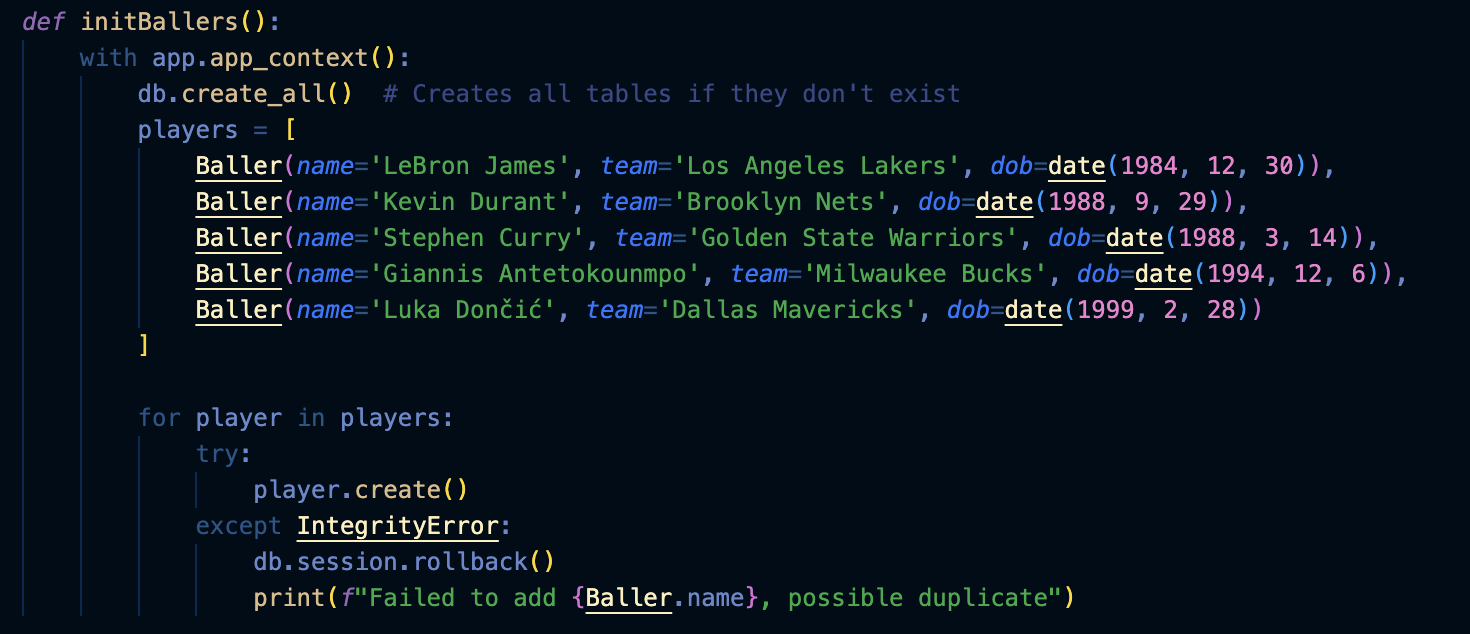 def initBallers():
    with app.app_context():
        db.create_all()  # Creates all tables if they don't exist
        players = [
            Baller(name='LeBron James', team='Los Angeles Lakers', dob=date(1984, 12, 30)),
            Baller(name='Kevin Durant', team='Brooklyn Nets', dob=date(1988, 9, 29)),
            Baller(name='Stephen Curry', team='Golden State Warriors', dob=date(1988, 3, 14)),
            Baller(name='Giannis Antetokounmpo', team='Milwaukee Bucks', dob=date(1994, 12, 6)),
            Baller(name='Luka Dončić', team='Dallas Mavericks', dob=date(1999, 2, 28))
        ]

        for player in players:
            try:
                player.create()
            except IntegrityError:
                db.session.rollback()
                print(f"Failed to add {Baller.name}, possible duplicate")